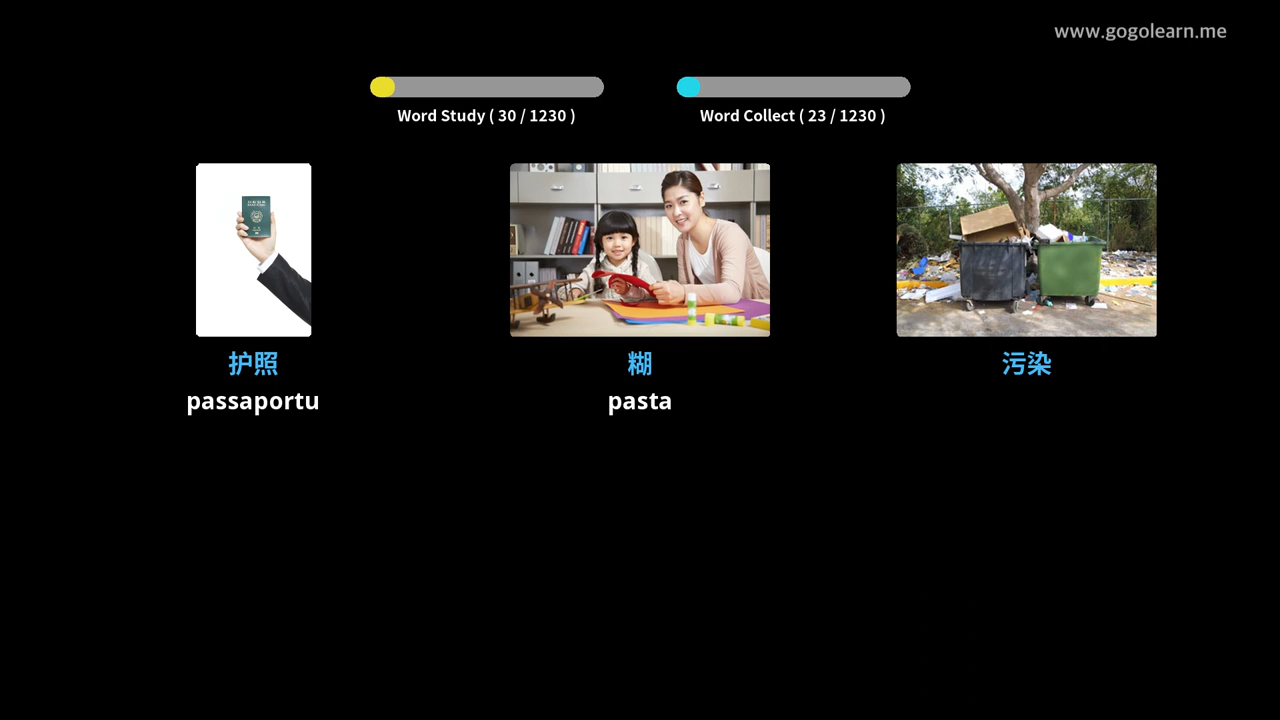 www.gogolearn.me
Word Study ( 30 / 1230 )
Word Collect ( 23 / 1230 )
护照
糊
污染
passaportu
pasta